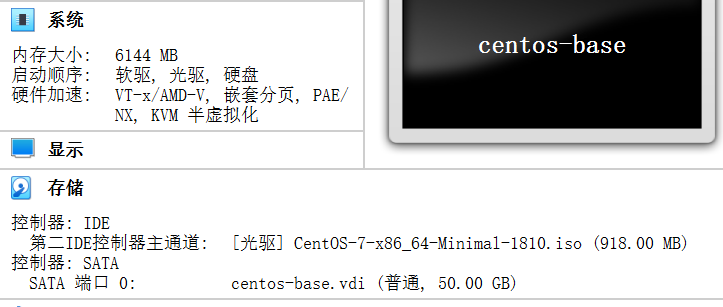 系统
centos-base
内存大小: 6144 MB
启动顺序: 软驱, 光驱, 硬盘
硬件加速: VT-x/AMD-V, 嵌套分页, PAE/
NX, KVM 半虚拟化
显示
存储
控制器: IDE
第二IDE控制器主通道: [光驱] CentOS-7-x86_64-Minimal-1810.iso (918.00 MB)
控制器: SATA
SATA 端口 0: centos-base.vdi (普通, 50.00 GB)